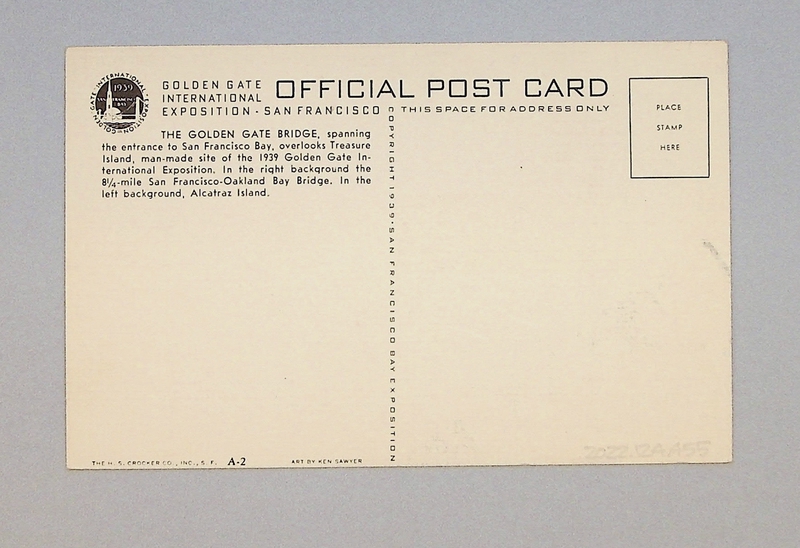 GOLDEN GATE INTERNATIONAL EXPOSITION
1939
SAN FRANCISCO BAY
GOLDEN GATE
INTERNATIONAL
EXPOSITION · SAN FRANCISCO
OFFICIAL POST CARD
THIS SPACE FOR ADDRESS ONLY
PLACE
STAMP
HERE
THE GOLDEN GATE BRIDGE, spanning
the entrance to San Francisco Bay, overlooks Treasure
Island, man-made site of the 1939 Golden Gate In-
ternational Exposition. In the right background the
8¼-mile San Francisco-Oakland Bay Bridge. In the
left background, Alcatraz Island.
COPYRIGHT 1939·SAN FRANCISCO BAY EXPOSITION
THE H. S. CROCKER CO., INC., S. F.
A-2
ART BY KEN SAWYER